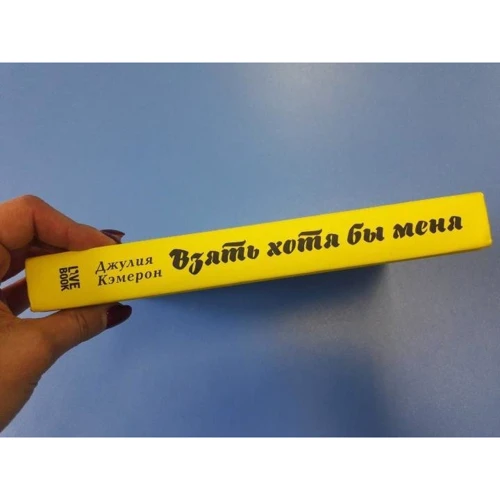 LIVE
BOOK
Джулия
Кэмерон
Взять хотя бы меня